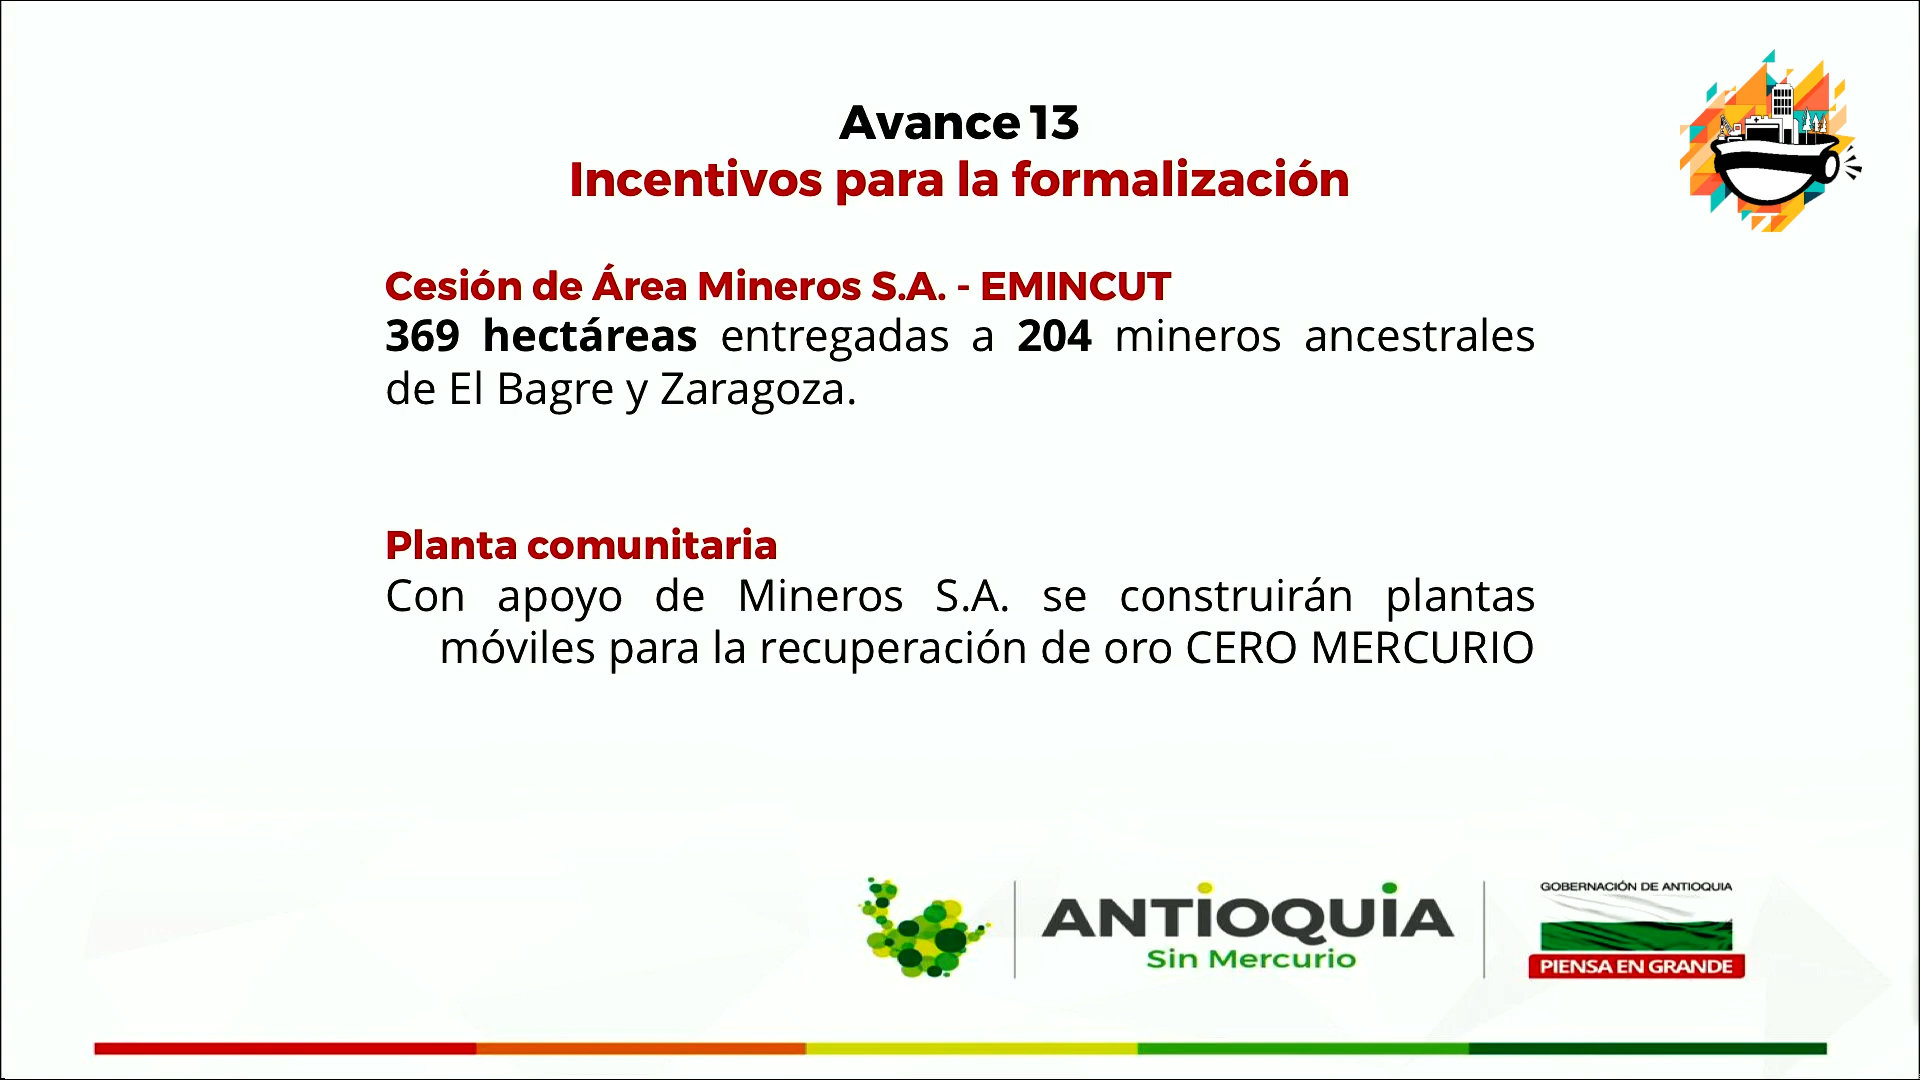 Avance 13
Incentivos para la formalización
Cesión de Área Mineros S.A. - EMINCUT
369 hectáreas entregadas a 204 mineros ancestrales
de El Bagre y Zaragoza.
Planta comunitaria
Con apoyo de Mineros S.A. se construirán plantas
móviles para la recuperación de oro CERO MERCURIO
ANTIOQUIA
Sin Mercurio
GOBERNACIÓN DE ANTIOQUIA
PIENSA EN GRANDE